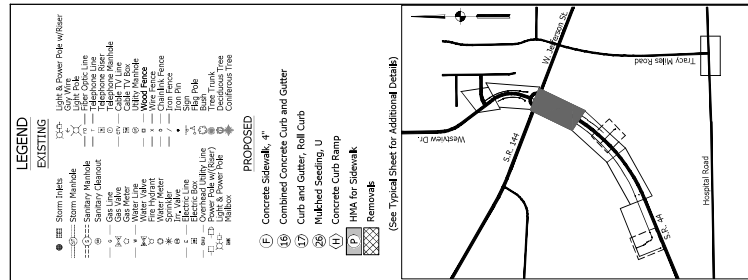 LEGEND
EXISTING
Storm Inlets
Storm Manhole
Sanitary Manhole
Sanitary Cleanout
Gas Line
Gas Valve
Gas Meter
Water Line
Water Valve
Fire Hydrant
Water Meter
Sprinkler
Irr. Valve
Electric Line
Electric Box
Overhead Utility Line
Power Pole w/Riser)
Light & Power Pole
Mailbox
Light & Power Pole w/Riser
Guy Wire
Light Pole
Fiber Optic Line
Telephone Line
Telephone Riser
Telephone Manhole
Cable TV Line
Cable TV Box
Utility Manhole
Wood Fence
Wire Fence
Chainlink Fence
Iron Fence
Iron Pin
Sign
Flag Pole
Bush
Tree Trunk
Deciduous Tree
Coniferous Tree
PROPOSED
F Concrete Sidewalk, 4"
16 Combined Concrete Curb and Gutter
17 Curb and Gutter, Roll Curb
26 Mulched Seeding, U
H Concrete Curb Ramp
P HMA for Sidewalk
Removals
(See Typical Sheet for Additional Details)
Westview Dr.
S.R. 144
W. Jefferson St.
Tracy Miles Road
Hospital Road
S.R. 44